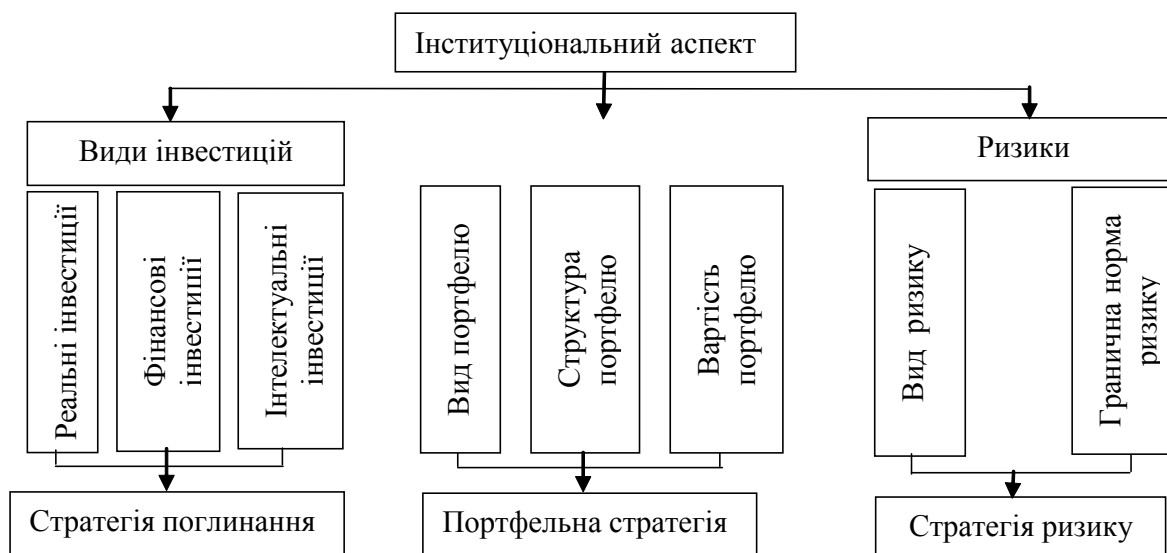 Інституціональний аспект
Види інвестицій
Ризики
Реальні інвестиції
Фінансові
інвестиції
Інтелектуальні
інвестиції
Вид портфелю
Структура
портфелю
Вартість
портфелю
Вид ризику
Гранична норма
ризику
Стратегія поглинання
Портфельна стратегія
Стратегія ризику